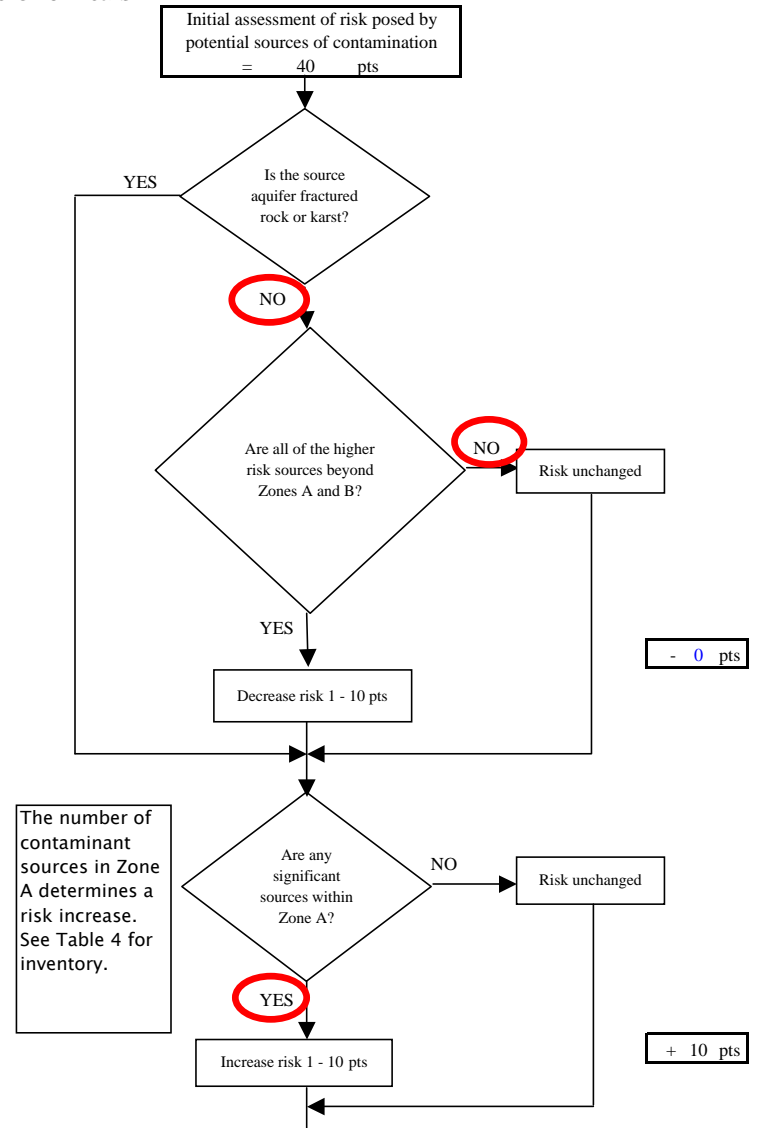 Initial assessment of risk posed by
potential sources of contamination
= 40 pts
YES
Is the source
aquifer fractured
rock or karst?
NO
Are all of the higher
risk sources beyond
Zones A and B?
NO
Risk unchanged
YES
- 0 pts
Decrease risk 1 - 10 pts
The number of
contaminant
sources in Zone
A determines a
risk increase.
See Table 4 for
inventory.
Are any
significant
sources within
Zone A?
NO
Risk unchanged
YES
+ 10 pts
Increase risk 1 - 10 pts